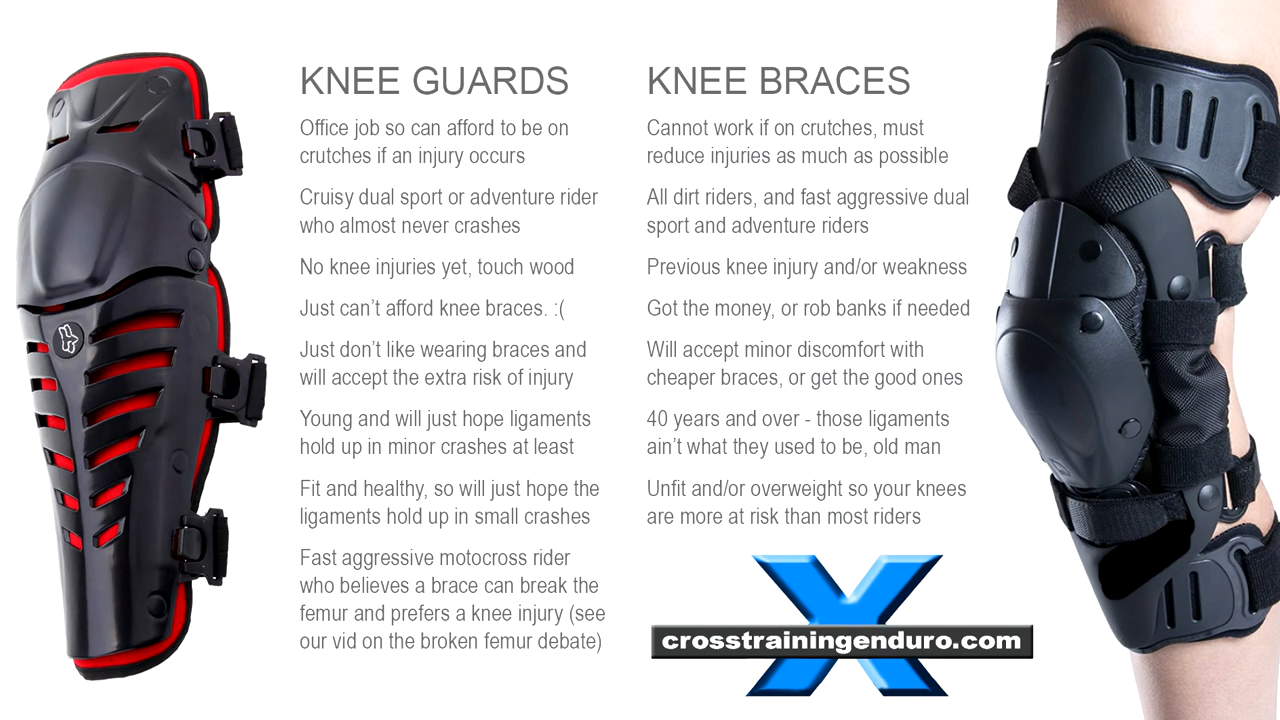 KNEE GUARDS
Office job so can afford to be on
crutches if an injury occurs
Cruisy dual sport or adventure rider
who almost never crashes
No knee injuries yet, touch wood
Just can’t afford knee braces. :(
Just don’t like wearing braces and
will accept the extra risk of injury
Young and will just hope ligaments
hold up in minor crashes at least
Fit and healthy, so will just hope the
ligaments hold up in small crashes
Fast aggressive motocross rider
who believes a brace can break the
femur and prefers a knee injury (see
our vid on the broken femur debate)
KNEE BRACES
Cannot work if on crutches, must
reduce injuries as much as possible
All dirt riders, and fast aggressive dual
sport and adventure riders
Previous knee injury and/or weakness
Got the money, or rob banks if needed
Will accept minor discomfort with
cheaper braces, or get the good ones
40 years and over - those ligaments
ain’t what they used to be, old man
Unfit and/or overweight so your knees
are more at risk than most riders
X
crosstrainingenduro.com